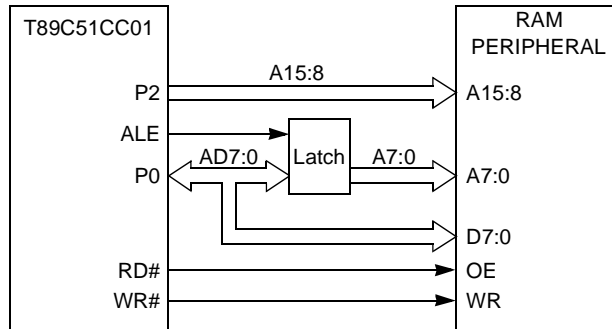 T89C51CC01
RAM
PERIPHERAL
P2
A15:8
A15:8
ALE
P0
AD7:0
Latch
A7:0
A7:0
D7:0
RD#
OE
WR#
WR